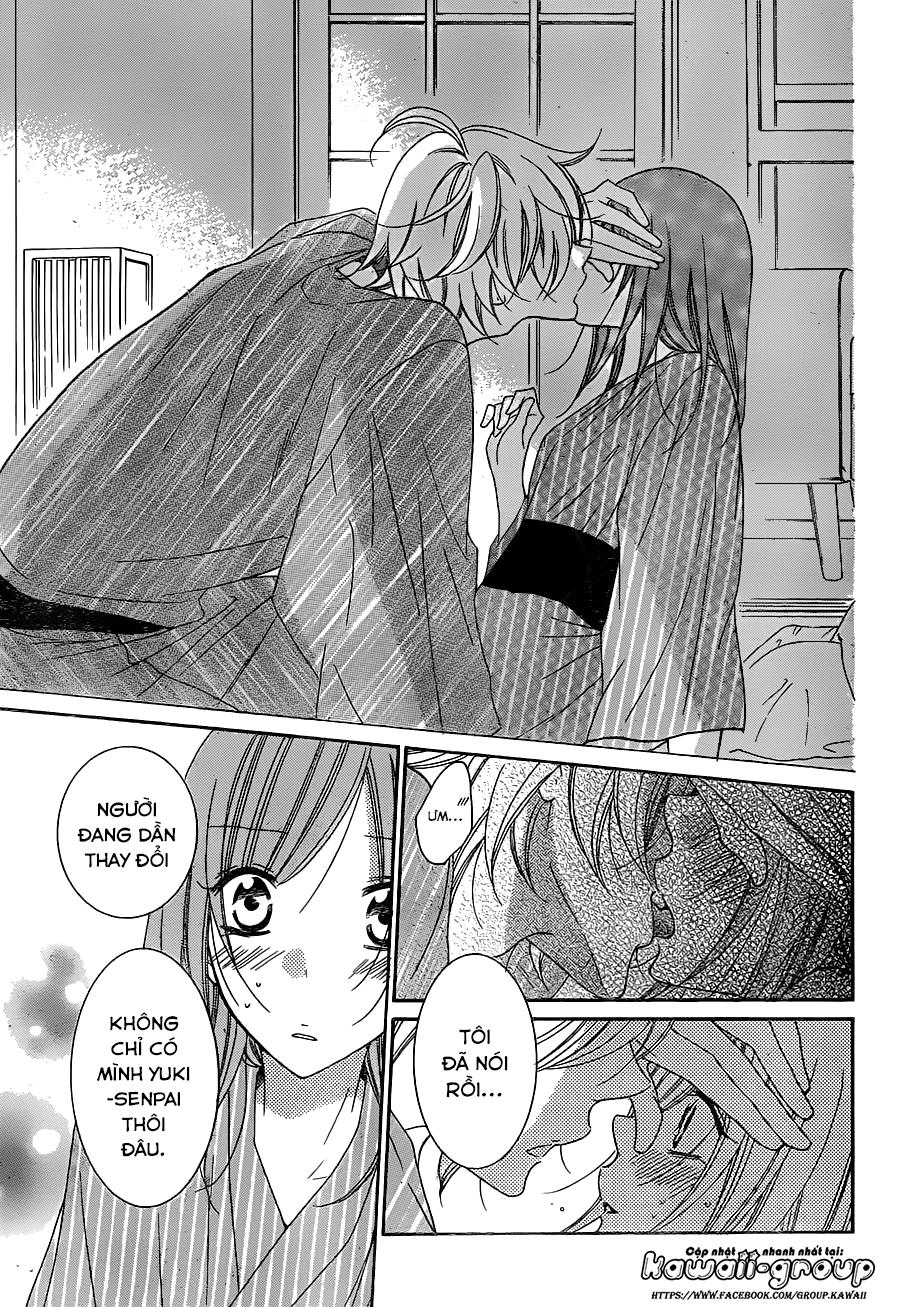 ƯM...
TÔI
ĐÃ NÓI
RỒI...
NGƯỜI
ĐANG DẦN
THAY ĐỔI
KHÔNG
CHỈ CÓ
MÌNH YUKI
-SENPAI
THÔI
ĐÂU.
Cập nhật nhanh nhất tại:
kawaii-group
HTTPS://WWW.FACEBOOK.COM/GROUP.KAWAII